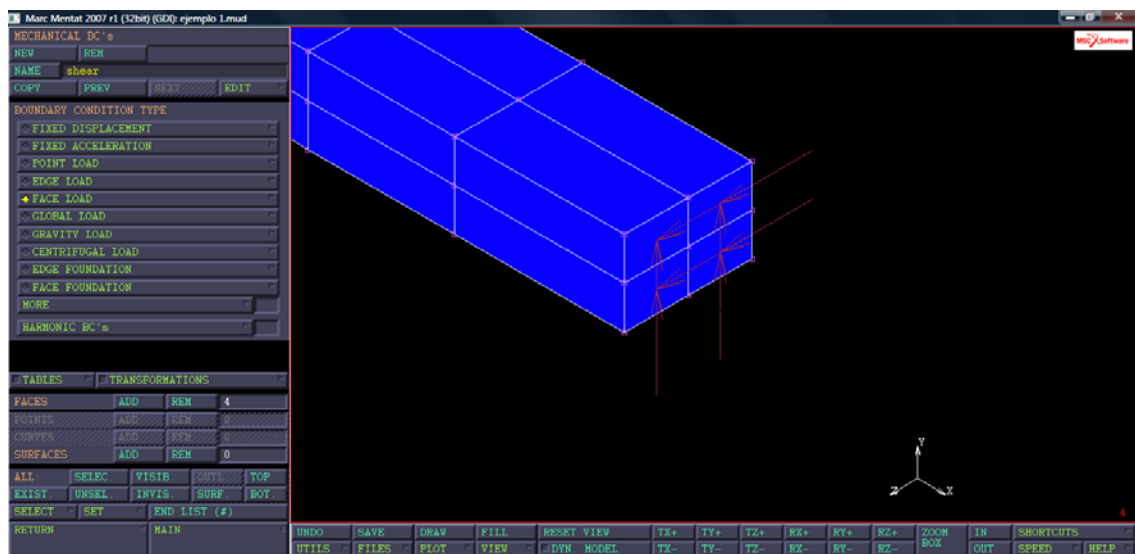 Marc Mentat 2007 r1 (32bit) (GDI): ejemplo 1.mud
MECHANICAL BC's
NEW REM
NAME shear
COPY PREV NEXT EDIT
BOUNDARY CONDITION TYPE
FIXED DISPLACEMENT
FIXED ACCELERATION
POINT LOAD
EDGE LOAD
FACE LOAD
GLOBAL LOAD
GRAVITY LOAD
CENTRIFUGAL LOAD
EDGE FOUNDATION
FACE FOUNDATION
MORE
HARMONIC BC's
TABLES TRANSFORMATIONS
FACES ADD REM 4
POINTS ADD REM 0
CURVES ADD REM 0
SURFACES ADD REM 0
ALL: SELEC. VISIB. OUTL. TOP
EXIST. UNSEL. INVIS. SURF. BOT.
SELECT SET END LIST (#)
RETURN MAIN
MSC Software
Y
Z X
4
UNDO SAVE DRAW FILL RESET VIEW TX+ TY+ TZ+ RX+ RY+ RZ+ ZOOM BOX IN SHORTCUTS
UTILS FILES PLOT VIEW DYN. MODEL TX- TY- TZ- RX- RY- RZ- OUT SPEED HELP